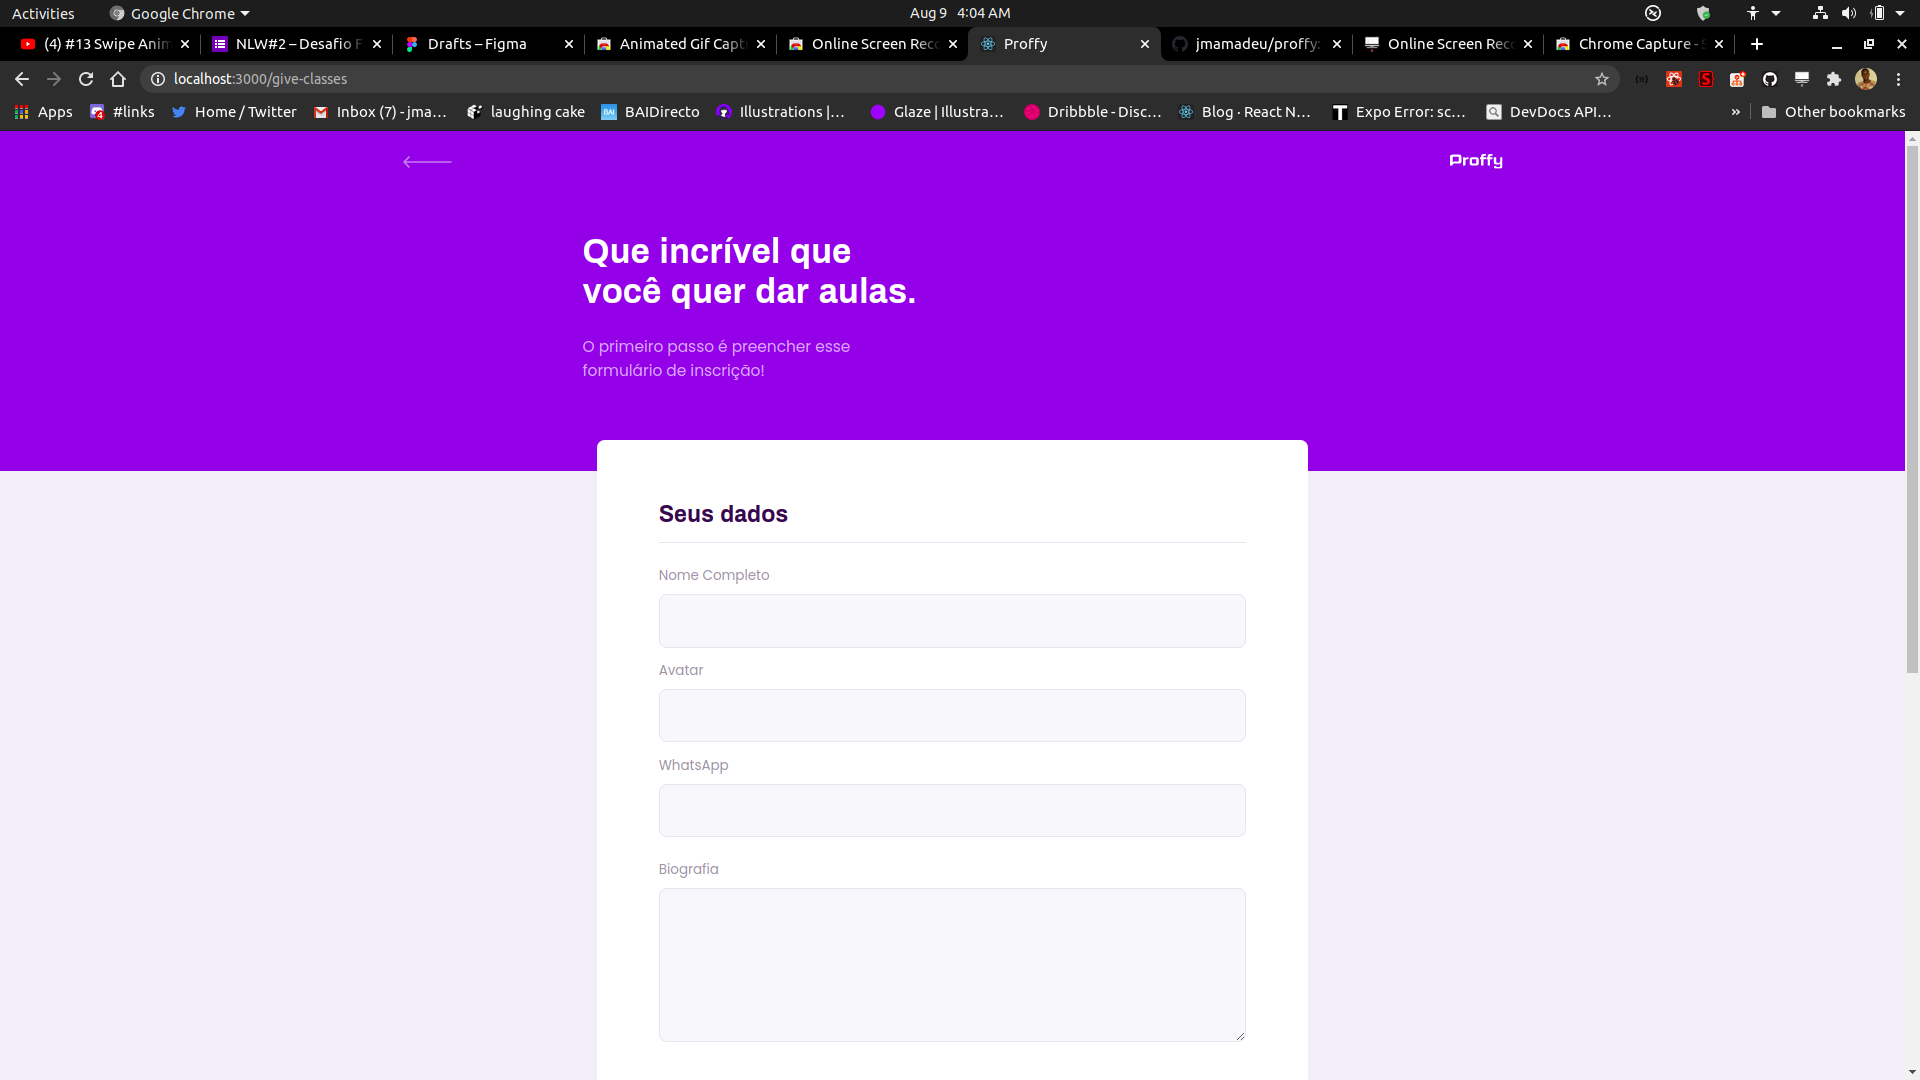 Activities Google Chrome Aug 9 4:04 AM
(4) #13 Swipe Anim NLW#2 – Desafio F Drafts – Figma Animated Gif Capt Online Screen Reco Proffy jmamadeu/proffy: Online Screen Reco Chrome Capture - S
localhost:3000/give-classes
Apps #links Home / Twitter Inbox (7) - jma... laughing cake BAIDirecto Illustrations |... Glaze | Illustra... Dribbble - Disc... Blog · React N... Expo Error: sc... DevDocs API... » Other bookmarks
Proffy
Que incrível que
você quer dar aulas.
O primeiro passo é preencher esse
formulário de inscrição!
Seus dados
Nome Completo
Avatar
WhatsApp
Biografia